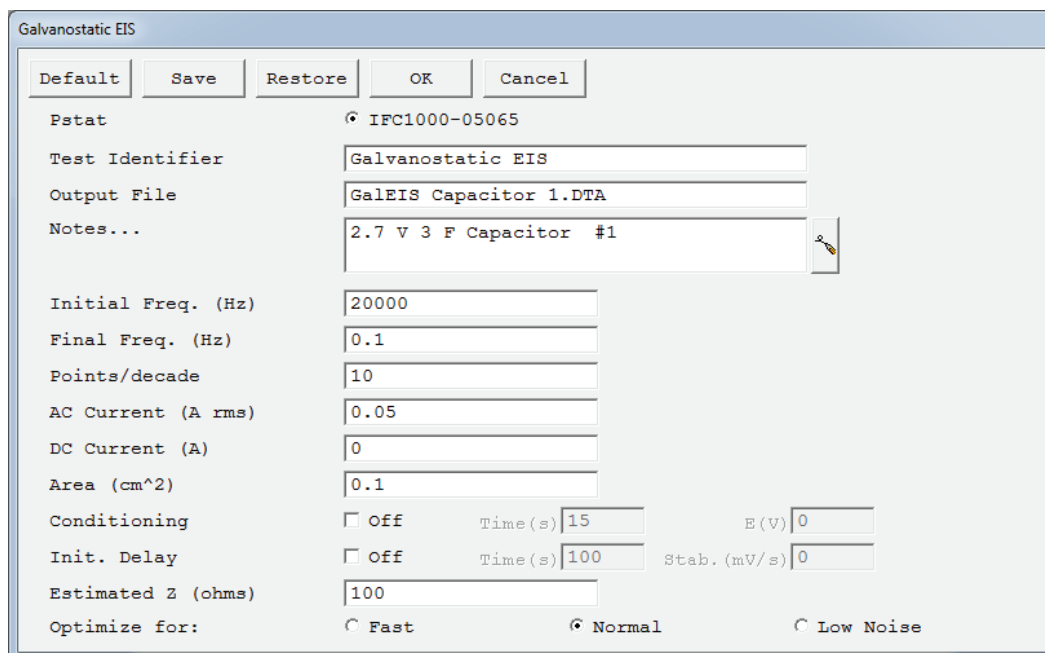 Galvanostatic EIS
Default Save Restore OK Cancel
Pstat IFC1000-05065
Test Identifier Galvanostatic EIS
Output File GalEIS Capacitor 1.DTA
Notes... 2.7 V 3 F Capacitor  #1
Initial Freq. (Hz) 20000
Final Freq. (Hz) 0.1
Points/decade 10
AC Current (A rms) 0.05
DC Current (A) 0
Area (cm^2) 0.1
Conditioning Off Time(s) 15 E(V) 0
Init. Delay Off Time(s) 100 Stab.(mV/s) 0
Estimated Z (ohms) 100
Optimize for: Fast Normal Low Noise